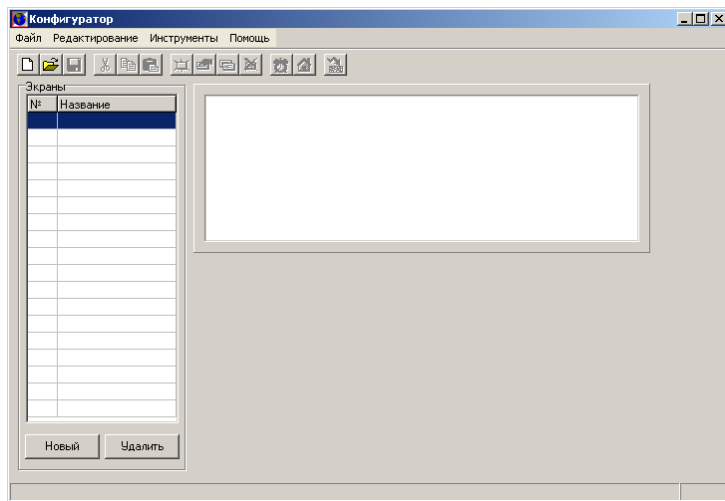 Конфигуратор
Файл Редактирование Инструменты Помощь
Экраны
№ Название
Новый Удалить